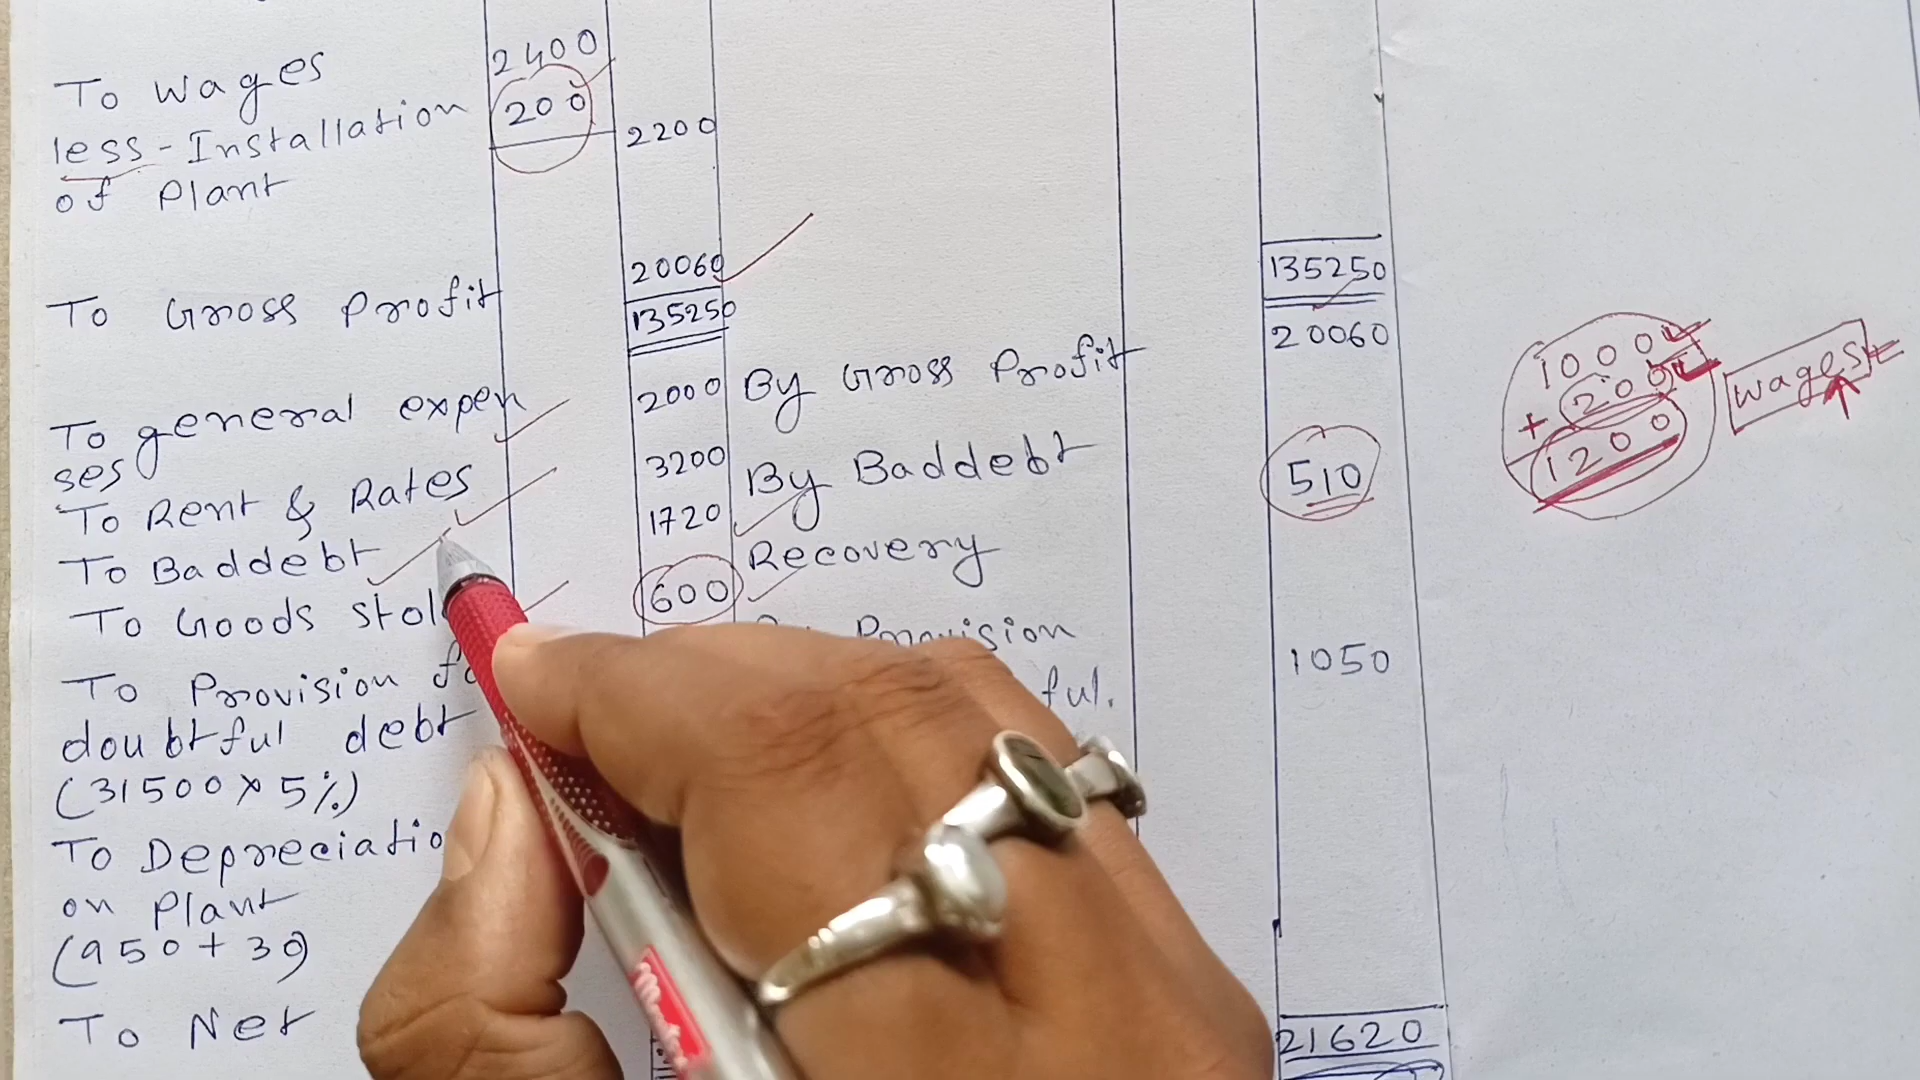 2400
To Wages
less - Installation 200 2200
of Plant
20060 135250
To Gross Profit 135250
20060
To general expen 2000 By Gross Profit
ses 3200 By Baddebt 510
To Rent & Rates 1720
To Baddebt 600 Recovery
To Goods stol
Provision 1050
To Provision
doubtful debt ful.
(31500 × 5%)
To Depreciatio
on Plant
(950 + 30)
To Net 21620
1000
+ 200
1200
Wages